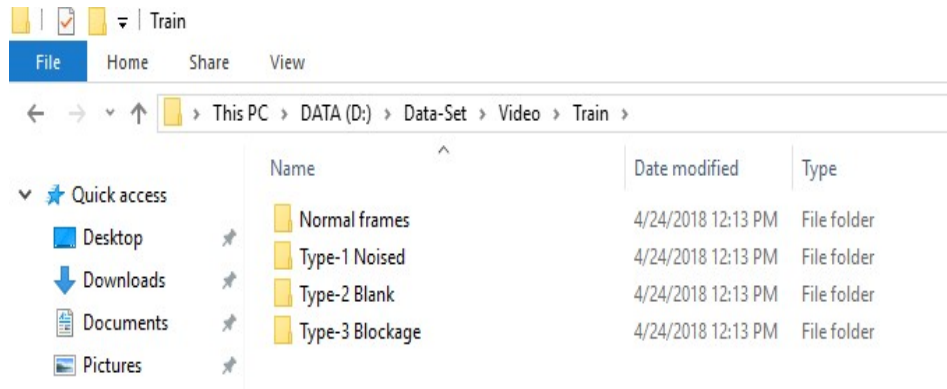 Train
File Home Share View
This PC > DATA (D:) > Data-Set > Video > Train >
Name Date modified Type
Quick access
Desktop
Downloads
Documents
Pictures
Normal frames 4/24/2018 12:13 PM File folder
Type-1 Noised 4/24/2018 12:13 PM File folder
Type-2 Blank 4/24/2018 12:13 PM File folder
Type-3 Blockage 4/24/2018 12:13 PM File folder